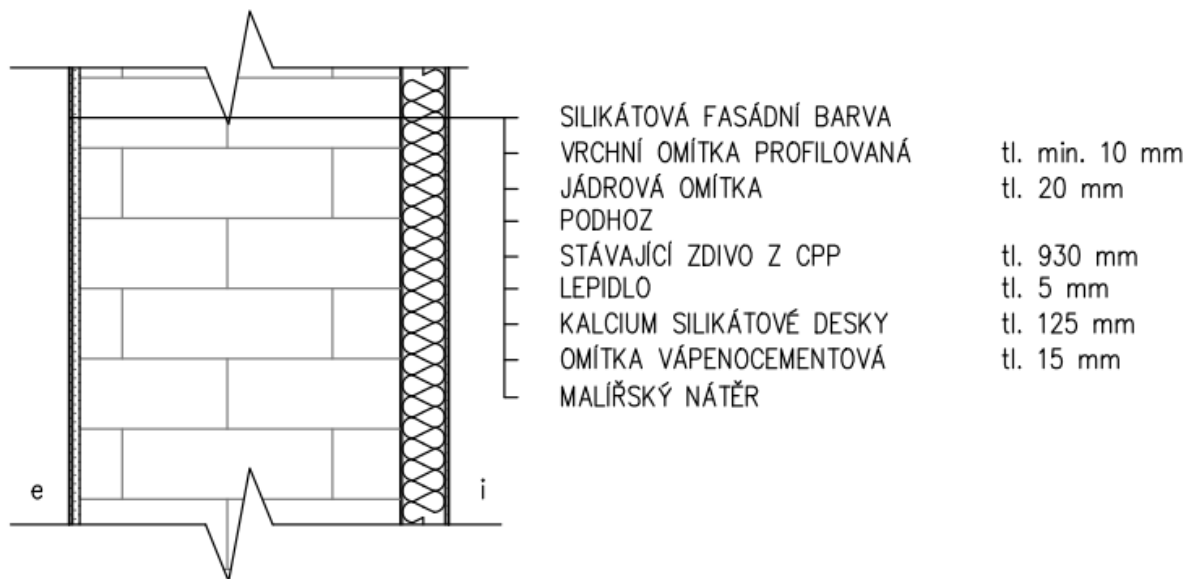 SILIKÁTOVÁ FASÁDNÍ BARVA
VRCHNÍ OMÍTKA PROFILOVANÁ tl. min. 10 mm
JÁDROVÁ OMÍTKA tl. 20 mm
PODHOZ
STÁVAJÍCÍ ZDIVO Z CPP tl. 930 mm
LEPIDLO tl. 5 mm
KALCIUM SILIKÁTOVÉ DESKY tl. 125 mm
OMÍTKA VÁPENOCEMENTOVÁ tl. 15 mm
MALÍŘSKÝ NÁTĚR
e i